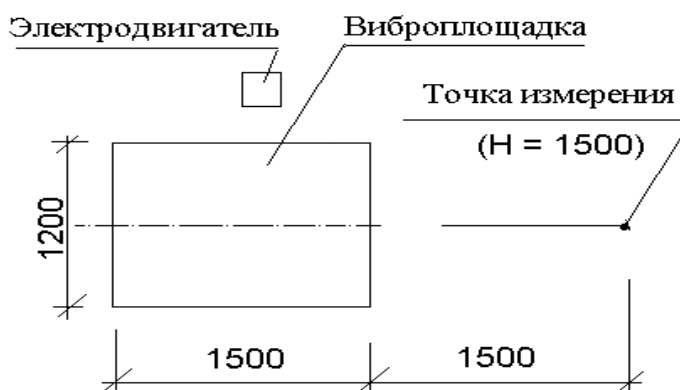 Электродвигатель
Виброплощадка
Точка измерения
(H = 1500)
1200
1500
1500